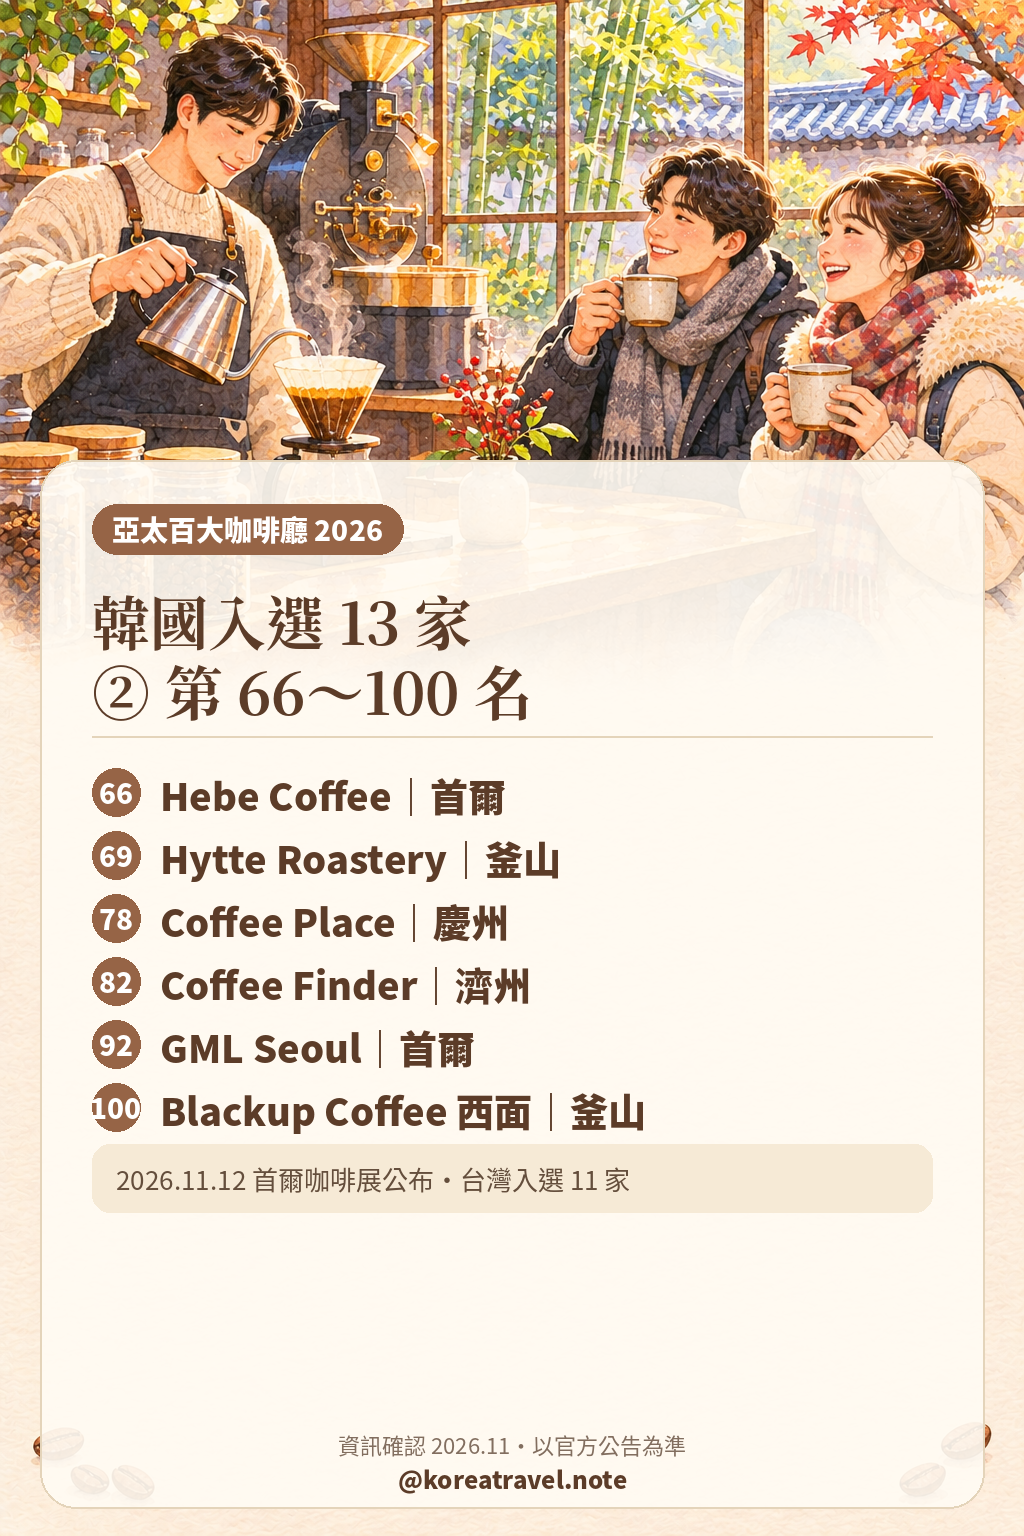 亞太百大咖啡廳 2026
韓國入選 13 家
② 第 66～100 名
66 Hebe Coffee｜首爾
69 Hytte Roastery｜釜山
78 Coffee Place｜慶州
82 Coffee Finder｜濟州
92 GML Seoul｜首爾
100 Blackup Coffee 西面｜釜山
2026.11.12 首爾咖啡展公布・台灣入選 11 家
資訊確認 2026.11・以官方公告為準
@koreatravel.note